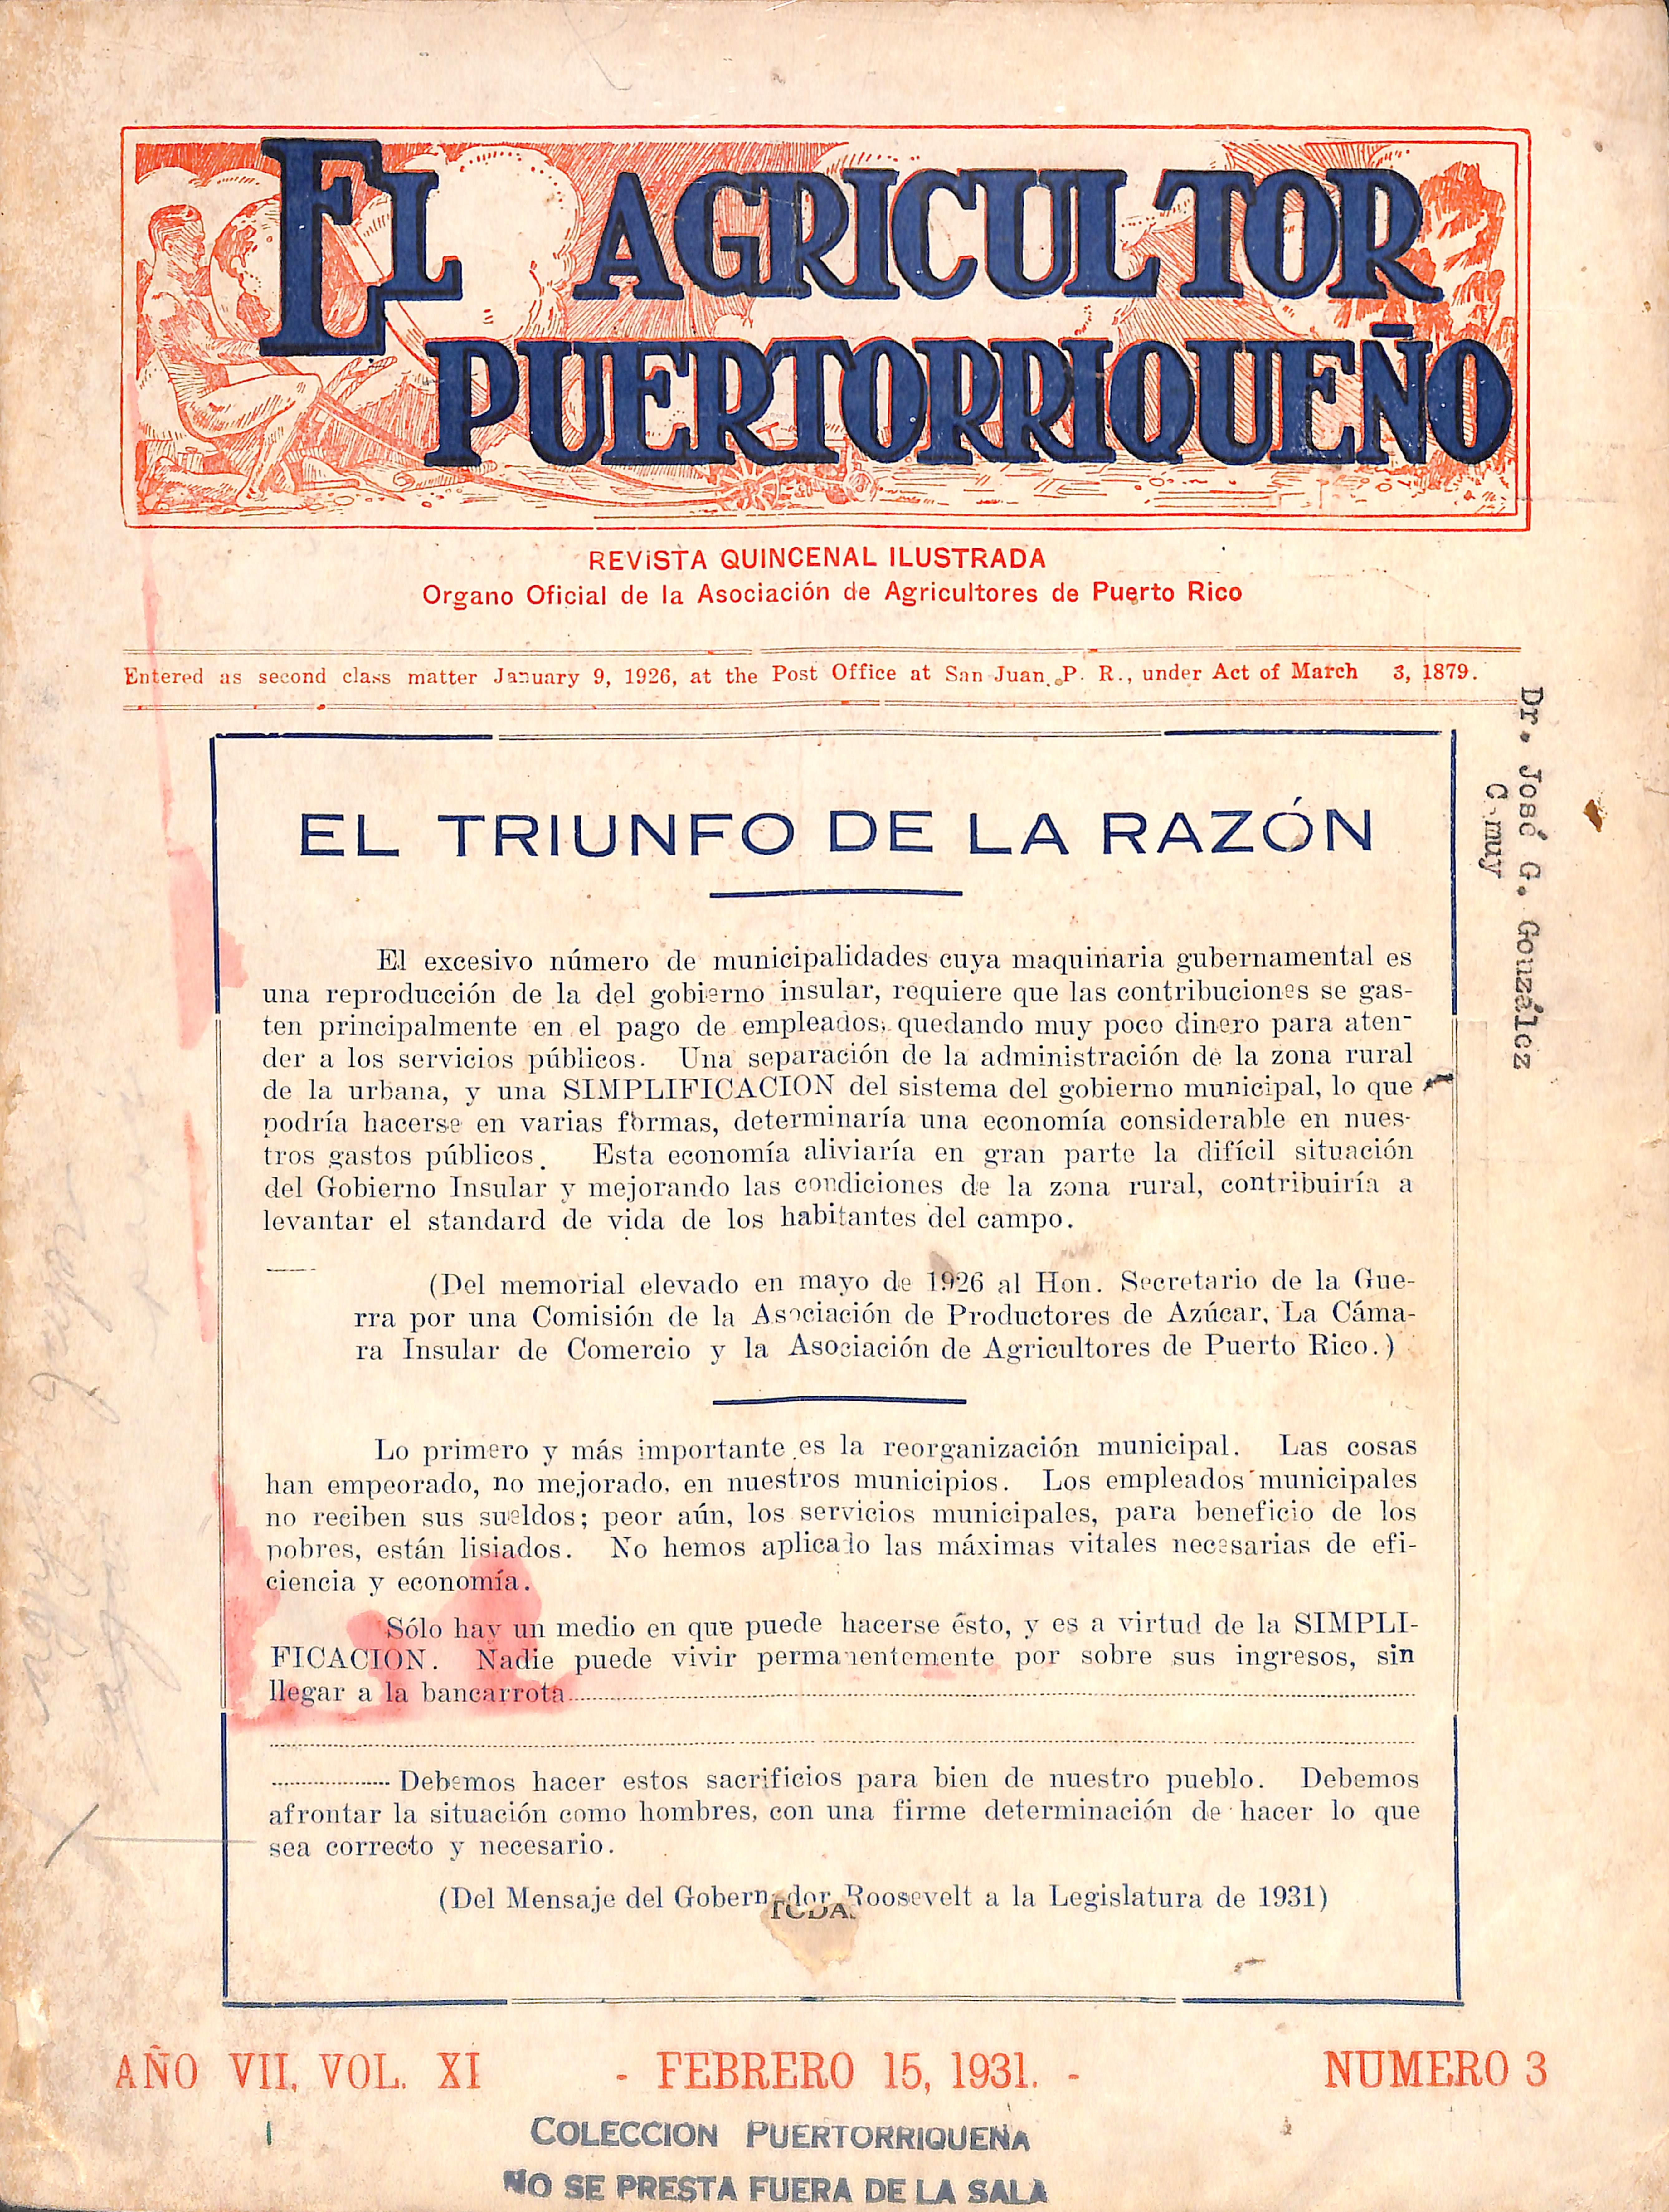 EL AGRICULTOR
PUERTORRIQUEÑO
REVISTA QUINCENAL ILUSTRADA
Organo Oficial de la Asociación de Agricultores de Puerto Rico
Entered as second class matter January 9, 1926, at the Post Office at San Juan, P. R., under Act of March 3, 1879.
Dr. José G. González
C muy
EL TRIUNFO DE LA RAZÓN
El excesivo número de municipalidades cuya maquinaria gubernamental es
una reproducción de la del gobierno insular, requiere que las contribuciones se gas-
ten principalmente en el pago de empleados, quedando muy poco dinero para aten-
der a los servicios públicos. Una separación de la administración de la zona rural
de la urbana, y una SIMPLIFICACION del sistema del gobierno municipal, lo que
podría hacerse en varias formas, determinaría una economía considerable en nues-
tros gastos públicos. Esta economía aliviaría en gran parte la difícil situación
del Gobierno Insular y mejorando las condiciones de la zona rural, contribuiría a
levantar el standard de vida de los habitantes del campo.
(Del memorial elevado en mayo de 1926 al Hon. Secretario de la Gue-
rra por una Comisión de la Asociación de Productores de Azúcar, La Cáma-
ra Insular de Comercio y la Asociación de Agricultores de Puerto Rico.)
Lo primero y más importante es la reorganización municipal. Las cosas
han empeorado, no mejorado, en nuestros municipios. Los empleados municipales
no reciben sus sueldos; peor aún, los servicios municipales, para beneficio de los
pobres, están lisiados. No hemos aplicado las máximas vitales necesarias de efi-
ciencia y economía.
Sólo hay un medio en que puede hacerse ésto, y es a virtud de la SIMPLI-
FICACION. Nadie puede vivir permanentemente por sobre sus ingresos, sin
llegar a la bancarrota
Debemos hacer estos sacrificios para bien de nuestro pueblo. Debemos
afrontar la situación como hombres, con una firme determinación de hacer lo que
sea correcto y necesario.
(Del Mensaje del Gobernador Roosevelt a la Legislatura de 1931)
AÑO VII, VOL. XI - FEBRERO 15, 1931. - NUMERO 3
COLECCION PUERTORRIQUEÑA
NO SE PRESTA FUERA DE LA SALA